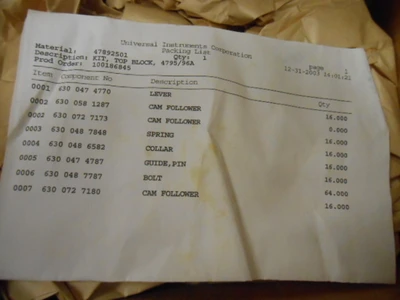 Universal Instruments Corporation
Packing List
Material: 47892501 Qty: 1 page 1
Description: KIT, TOP BLOCK, 4795/96A 12-31-2003
Prod Order: 100186845
Item Component No Description Qty
0001 630 047 4770 LEVER 16.000
0002 630 058 1287 CAM FOLLOWER 0.000
0002 630 072 7173 CAM FOLLOWER 16.000
0003 630 048 7848 SPRING 16.000
0004 630 048 6582 COLLAR 16.000
0005 630 047 4787 GUIDE,PIN 16.000
0006 630 048 7787 BOLT 64.000
0007 630 072 7180 CAM FOLLOWER 16.000